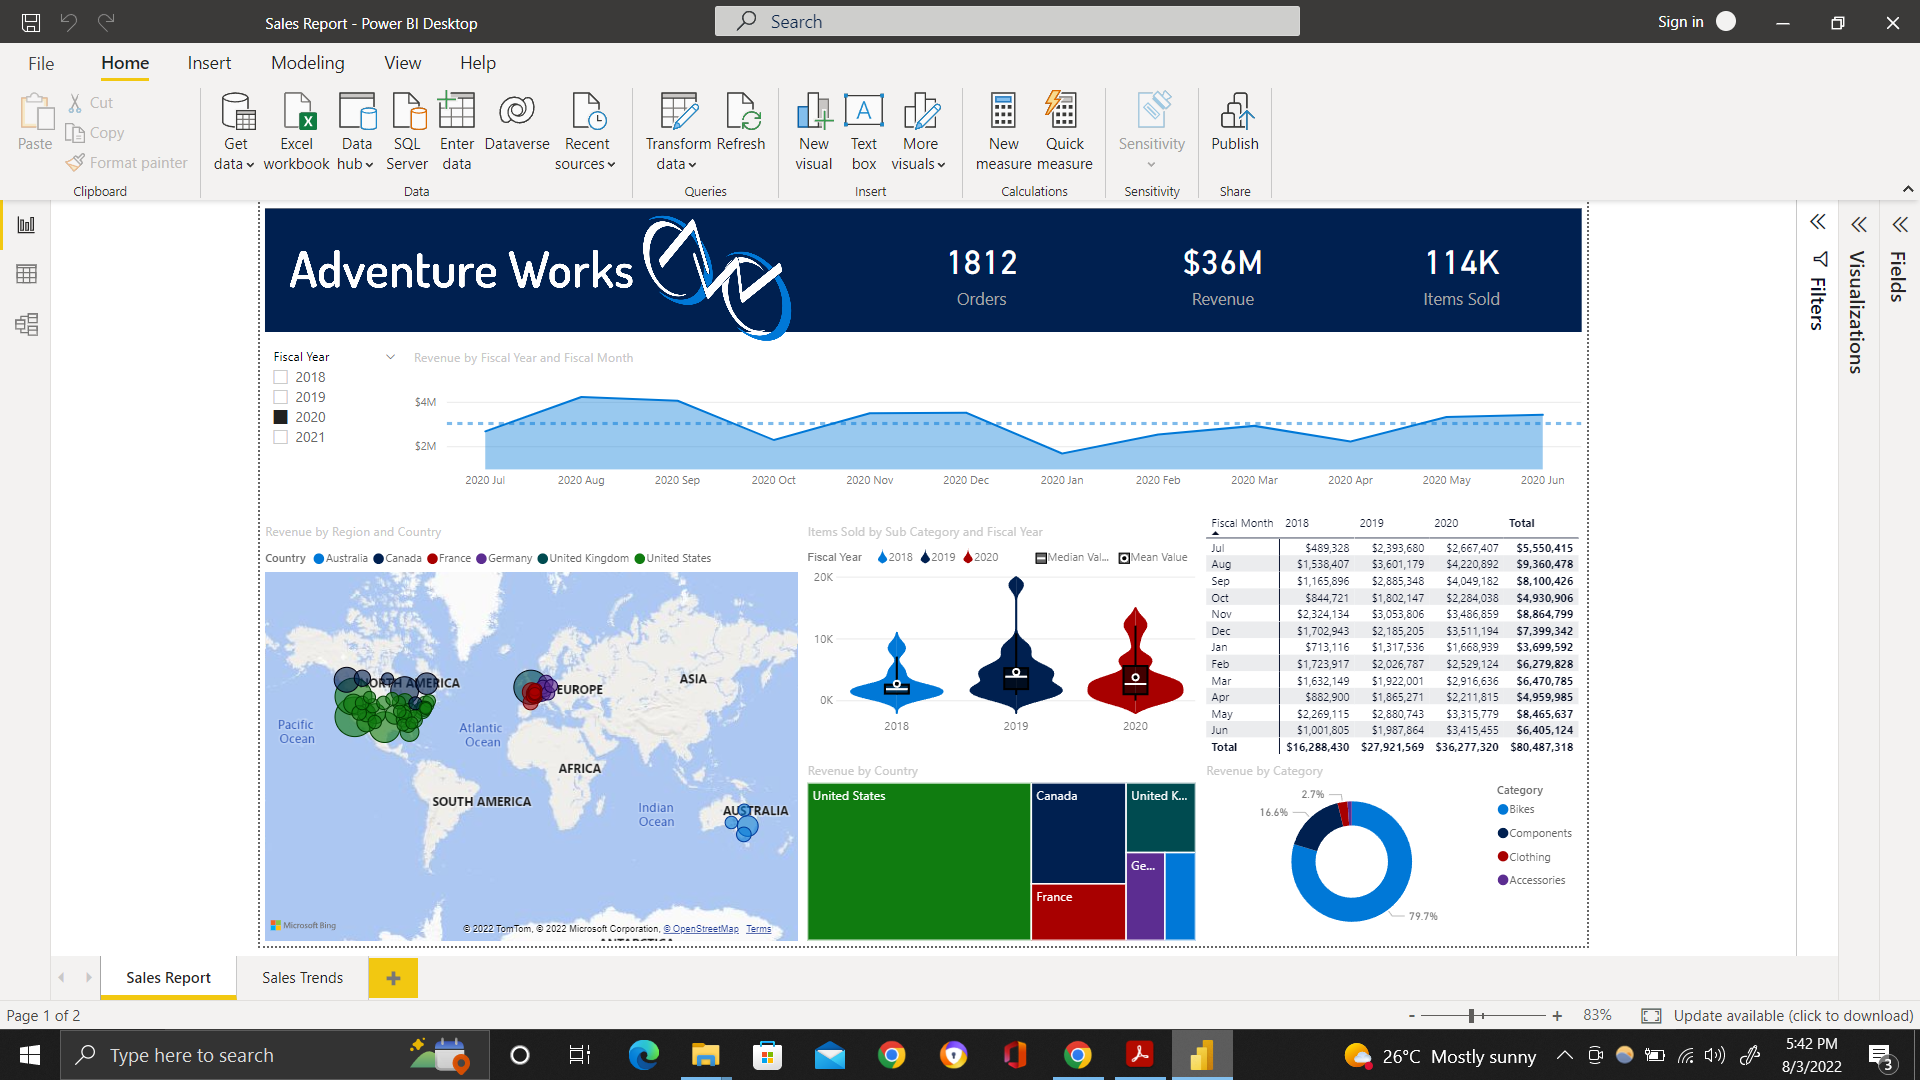 Sales Report - Power BI Desktop
Search
Sign in
File Home Insert Modeling View Help
Paste
Cut
Copy
Format painter
Clipboard
Get data
Excel workbook
Data hub
SQL Server
Enter data
Dataverse
Recent sources
Data
Transform data
Refresh
Queries
New visual
Text box
More visuals
Insert
New measure
Quick measure
Calculations
Sensitivity
Sensitivity
Publish
Share
Adventure Works
1812
Orders
$36M
Revenue
114K
Items Sold
Filters
Visualizations
Fields
Fiscal Year
2018
2019
2020
2021
Revenue by Fiscal Year and Fiscal Month
$4M
$2M
2020 Jul 2020 Aug 2020 Sep 2020 Oct 2020 Nov 2020 Dec 2020 Jan 2020 Feb 2020 Mar 2020 Apr 2020 May 2020 Jun
Revenue by Region and Country
Country Australia Canada France Germany United Kingdom United States
NORTH AMERICA
EUROPE
ASIA
Pacific Ocean
Atlantic Ocean
AFRICA
SOUTH AMERICA
Indian Ocean
AUSTRALIA
Microsoft Bing
© 2022 TomTom, © 2022 Microsoft Corporation, © OpenStreetMap Terms
ANTARCTICA
Items Sold by Sub Category and Fiscal Year
Fiscal Year 2018 2019 2020 Median Val... Mean Value
20K
10K
0K
2018 2019 2020
Fiscal Month 2018 2019 2020 Total
Jul $489,328 $2,393,680 $2,667,407 $5,550,415
Aug $1,538,407 $3,601,179 $4,220,892 $9,360,478
Sep $1,165,896 $2,885,348 $4,049,182 $8,100,426
Oct $844,721 $1,802,147 $2,284,038 $4,930,906
Nov $2,324,134 $3,053,806 $3,486,859 $8,864,799
Dec $1,702,943 $2,185,205 $3,511,194 $7,399,342
Jan $713,116 $1,317,536 $1,668,939 $3,699,592
Feb $1,723,917 $2,026,787 $2,529,124 $6,279,828
Mar $1,632,149 $1,922,001 $2,916,636 $6,470,785
Apr $882,900 $1,865,271 $2,211,815 $4,959,985
May $2,269,115 $2,880,743 $3,315,779 $8,465,637
Jun $1,001,805 $1,987,864 $3,415,455 $6,405,124
Total $16,288,430 $27,921,569 $36,277,320 $80,487,318
Revenue by Country
United States
Canada
United K...
France
Ge...
Revenue by Category
2.7%
16.6%
79.7%
Category
Bikes
Components
Clothing
Accessories
Sales Report
Sales Trends
+
Page 1 of 2
- + 83%
Update available (click to download)
Type here to search
26°C Mostly sunny
5:42 PM
8/3/2022
3